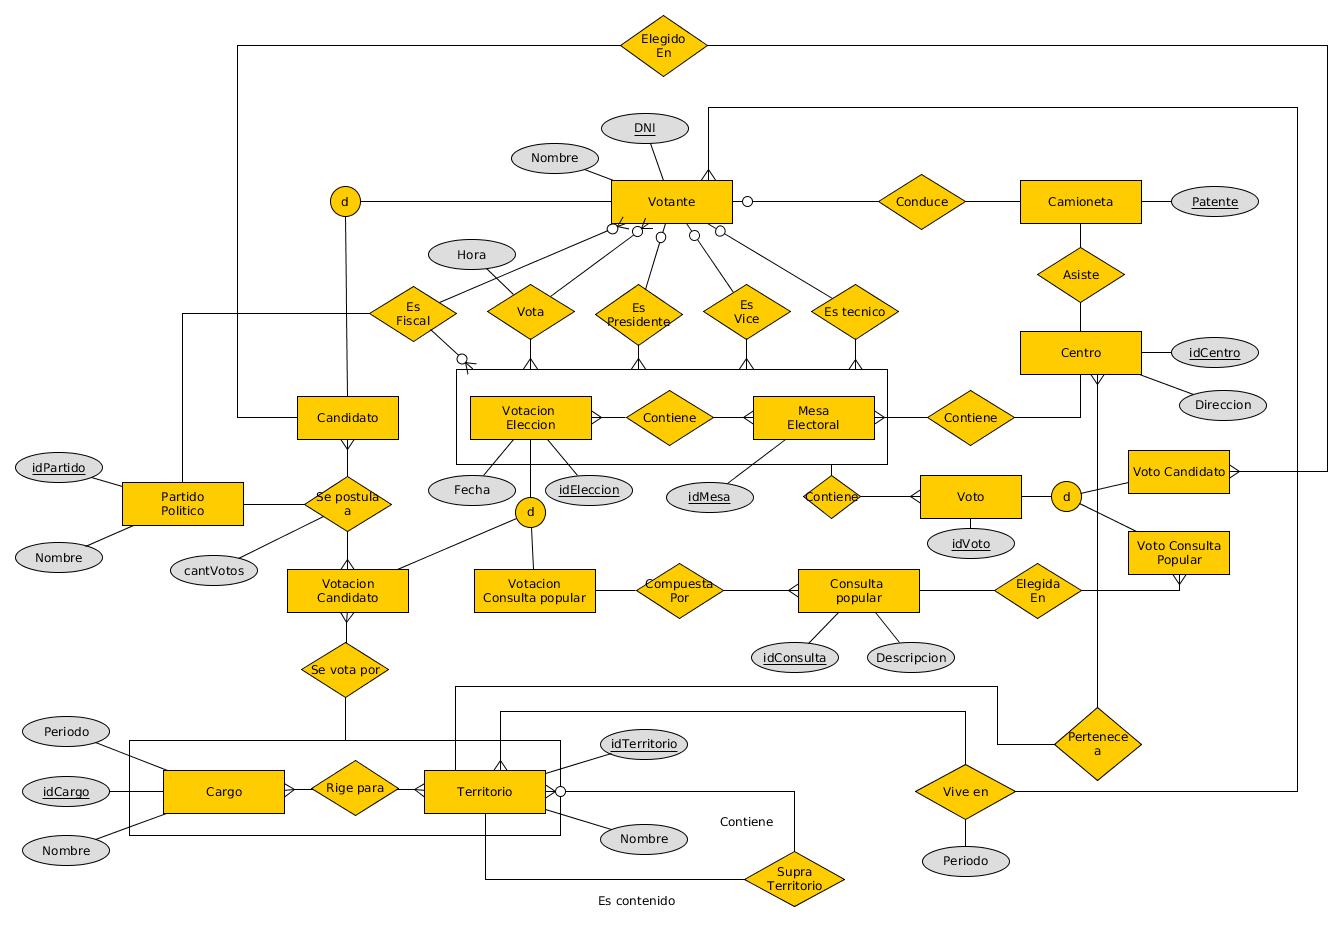 Elegido
En
DNI
Nombre
d
Votante
Conduce
Camioneta
Patente
Hora
Asiste
Es
Fiscal
Vota
Es
Presidente
Es
Vice
Es tecnico
Centro
idCentro
Direccion
Candidato
Votacion
Eleccion
Contiene
Mesa
Electoral
Contiene
idPartido
Partido
Politico
Nombre
Se postula
a
cantVotos
Fecha
idEleccion
d
idMesa
Contiene
Voto
idVoto
d
Voto Candidato
Voto Consulta
Popular
Votacion
Candidato
Votacion
Consulta popular
Compuesta
Por
Consulta
popular
Elegida
En
idConsulta
Descripcion
Se vota por
Periodo
idCargo
Nombre
Cargo
Rige para
Territorio
idTerritorio
Nombre
Pertenece
a
Vive en
Periodo
Contiene
Supra
Territorio
Es contenido